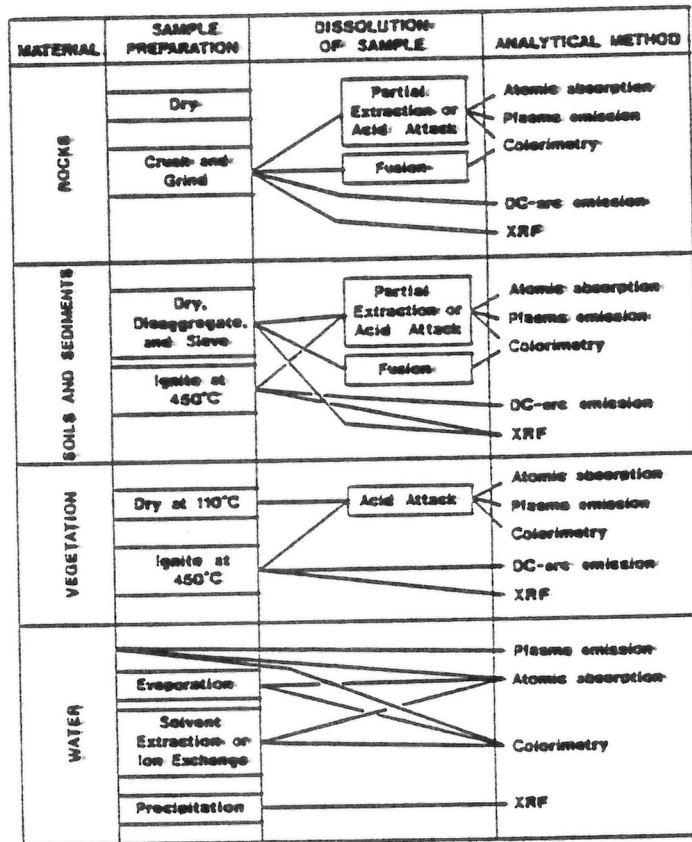 MATERIAL
SAMPLE
PREPARATION
DISSOLUTION
OF SAMPLE
ANALYTICAL METHOD
ROCKS
Dry
Crush and
Grind
Partial
Extraction or
Acid Attack
Fusion
Atomic absorption
Plasma emission
Colorimetry
DC-arc emission
XRF
SOILS AND SEDIMENTS
Dry,
Disaggregate,
and Sieve
Ignite at
450°C
Partial
Extraction or
Acid Attack
Fusion
Atomic absorption
Plasma emission
Colorimetry
DC-arc emission
XRF
VEGETATION
Dry at 110°C
Ignite at
450°C
Acid Attack
Atomic absorption
Plasma emission
Colorimetry
DC-arc emission
XRF
WATER
Evaporation
Solvent
Extraction or
Ion Exchange
Precipitation
Plasma emission
Atomic absorption
Colorimetry
XRF